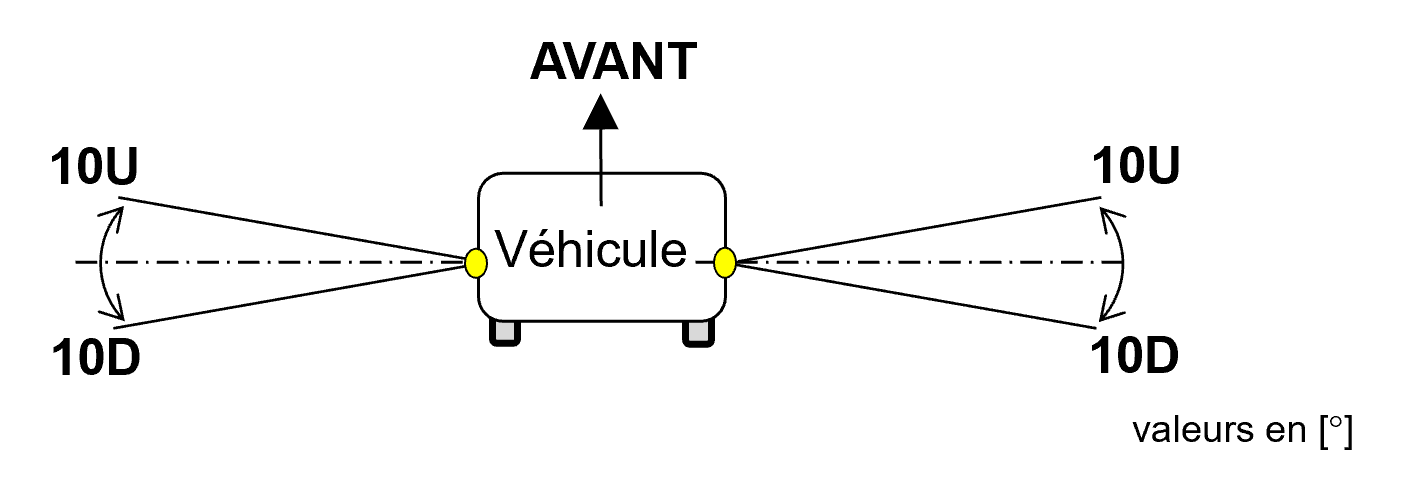 AVANT
10U
10U
Véhicule
10D
10D
valeurs en [°]